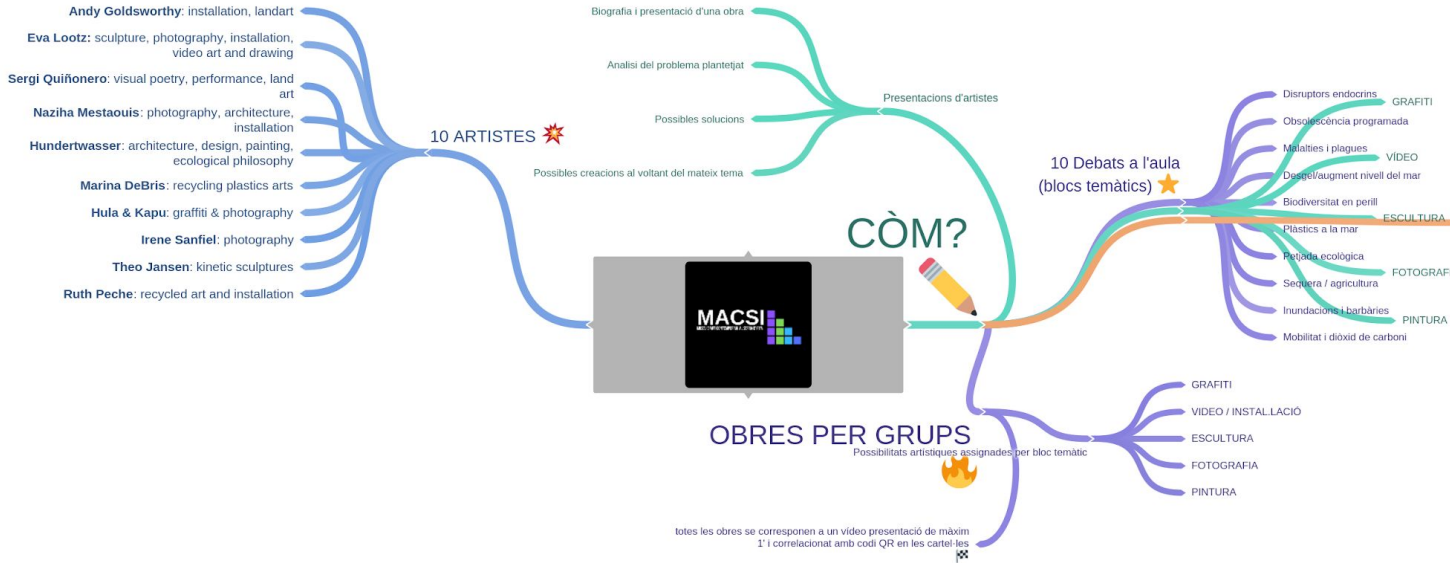 Andy Goldsworthy: installation, landart
Eva Lootz: sculpture, photography, installation,
video art and drawing
Sergi Quiñonero: visual poetry, performance, land
art
Naziha Mestaouis: photography, architecture,
installation
Hundertwasser: architecture, design, painting,
ecological philosophy
Marina DeBris: recycling plastics arts
Hula & Kapu: graffiti & photography
Irene Sanfiel: photography
Theo Jansen: kinetic sculptures
Ruth Peche: recycled art and installation
10 ARTISTES
Biografia i presentació d'una obra
Analisi del problema plantetjat
Possibles solucions
Possibles creacions al voltant del mateix tema
Presentacions d'artistes
CÒM?
MACSI
10 Debats a l'aula
(blocs temàtics)
Disruptors endocrins
Obsolescència programada
Malalties i plagues
Desgel/augment nivell del mar
Biodiversitat en perill
Plàstics a la mar
Petjada ecològica
Sequera / agricultura
Inundacions i barbàries
Mobilitat i diòxid de carboni
GRAFITI
VÍDEO
ESCULTURA
FOTOGRAF
PINTURA
OBRES PER GRUPS
Possibilitats artístiques assignades per bloc temàtic
GRAFITI
VIDEO / INSTAL.LACIÓ
ESCULTURA
FOTOGRAFIA
PINTURA
totes les obres se corresponen a un vídeo presentació de màxim
1' i correlacionat amb codi QR en les cartel·les